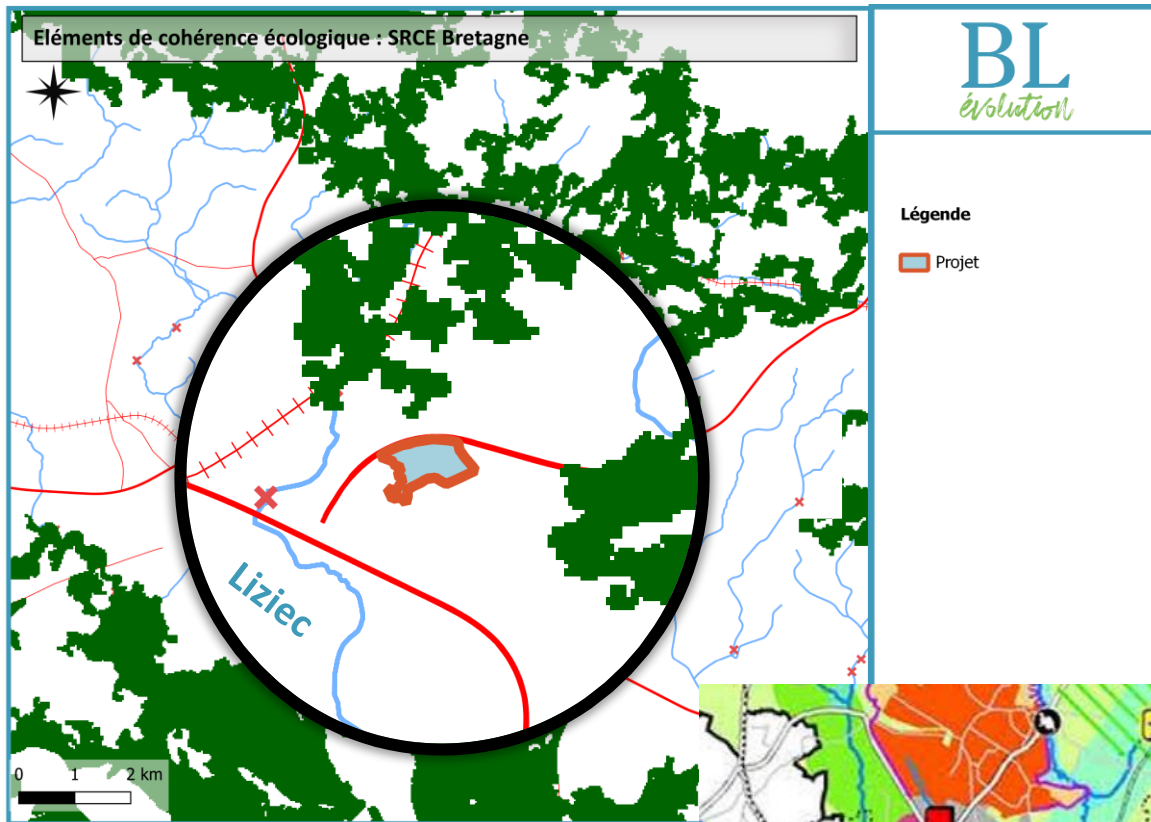 Eléments de cohérence écologique : SRCE Bretagne
BL
évolution
Légende
Projet
Liziec
0 1 2 km